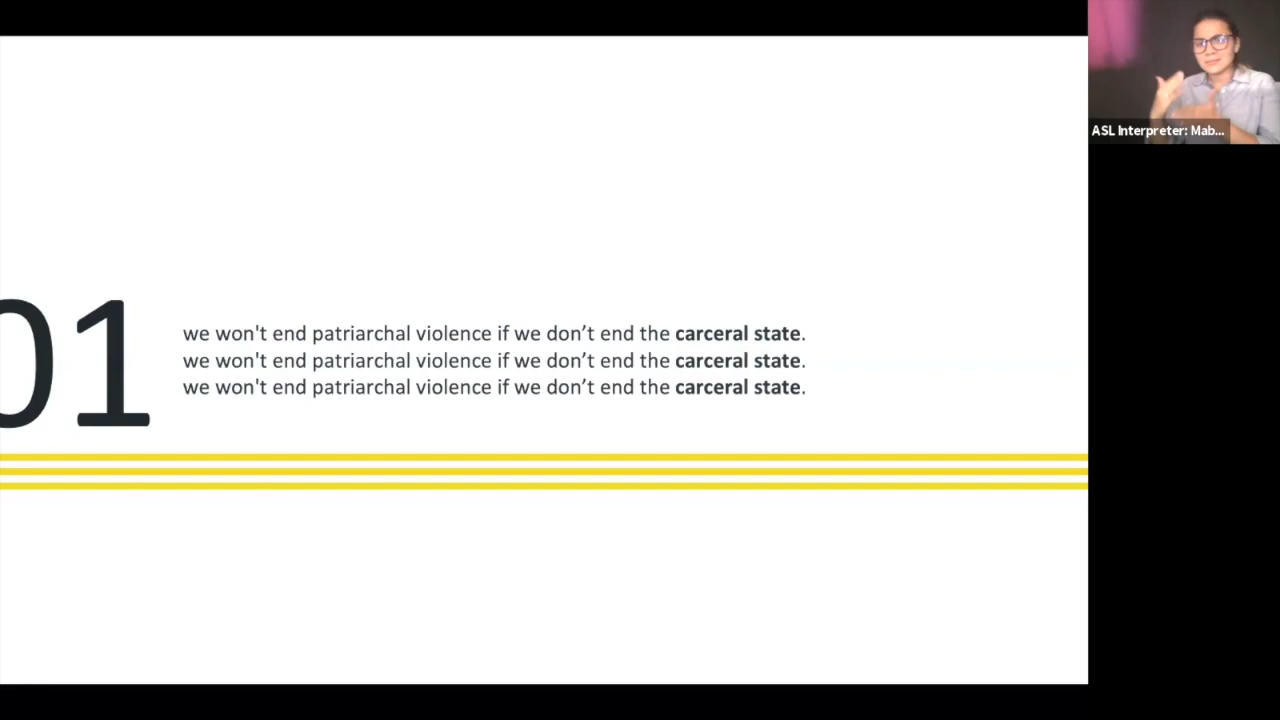 01
we won't end patriarchal violence if we don’t end the carceral state.
we won't end patriarchal violence if we don’t end the carceral state.
we won't end patriarchal violence if we don’t end the carceral state.
ASL Interpreter: Mab...